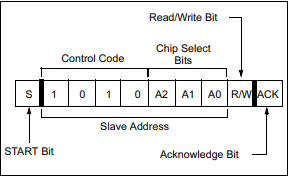 Read/Write Bit
Control Code
Chip Select
Bits
S 1 0 1 0 A2 A1 A0 R/W ACK
Slave Address
START Bit
Acknowledge Bit